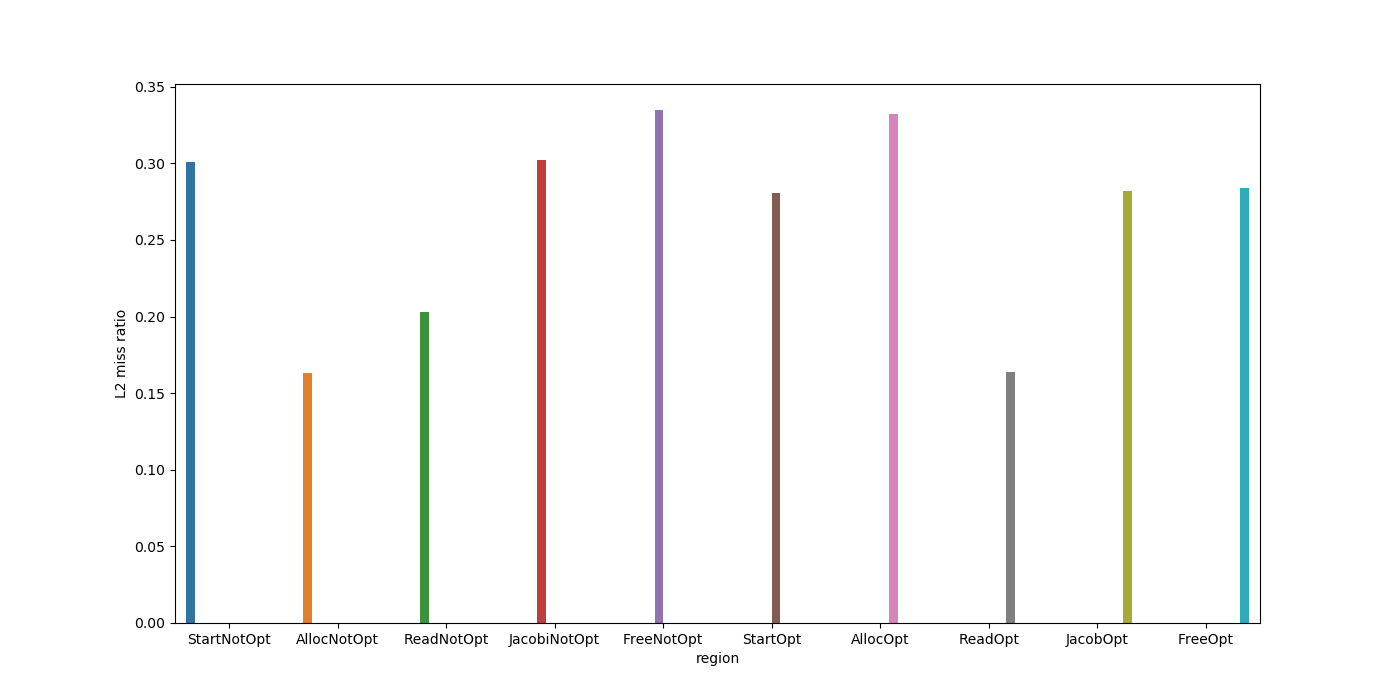 0.35
0.30
0.25
0.20
0.15
0.10
0.05
0.00
L2 miss ratio
StartNotOpt AllocNotOpt ReadNotOpt JacobiNotOpt FreeNotOpt StartOpt AllocOpt ReadOpt JacobOpt FreeOpt
region